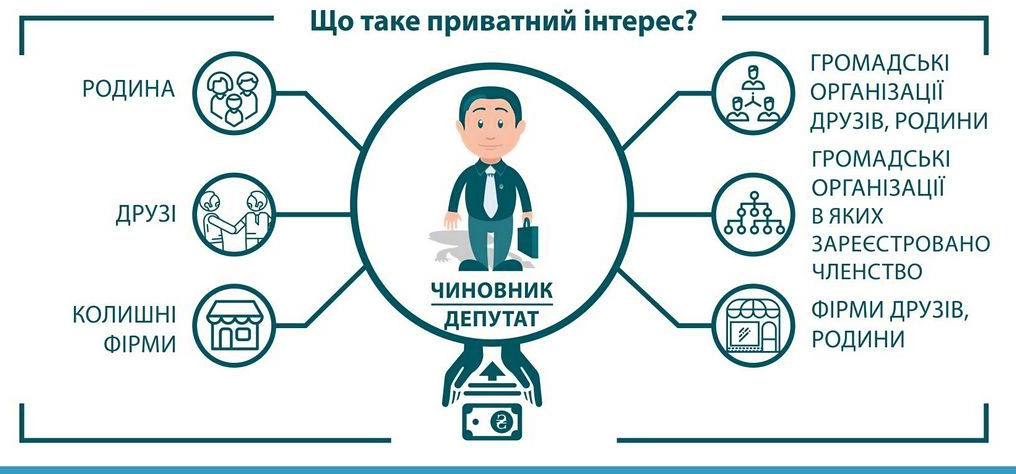 Що таке приватний інтерес?
РОДИНА
ДРУЗІ
КОЛИШНІ
ФІРМИ
ЧИНОВНИК
ДЕПУТАТ
ГРОМАДСЬКІ
ОРГАНІЗАЦІЇ
ДРУЗІВ, РОДИНИ
ГРОМАДСЬКІ
ОРГАНІЗАЦІЇ
В ЯКИХ
ЗАРЕЄСТРОВАНО
ЧЛЕНСТВО
ФІРМИ ДРУЗІВ,
РОДИНИ
₴